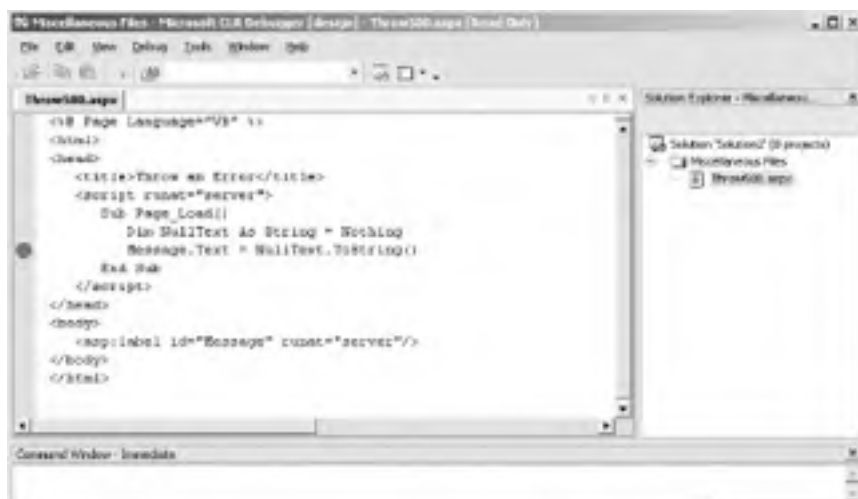 Miscellaneous Files - Microsoft CLR Debugger [design] - Throw500.aspx [Read Only]
File Edit View Debug Tools Window Help
Throw500.aspx
<%@ Page Language="VB" %>
<html>
<head>
<title>Throw an Error</title>
<script runat="server">
Sub Page_Load()
Dim NullText As String = Nothing
Message.Text = NullText.ToString()
End Sub
</script>
</head>
<body>
<asp:label id="Message" runat="server"/>
</body>
</html>
Solution Explorer - Miscellaneous...
Solution 'Solution2' (0 projects)
Miscellaneous Files
Throw500.aspx
Command Window - Immediate